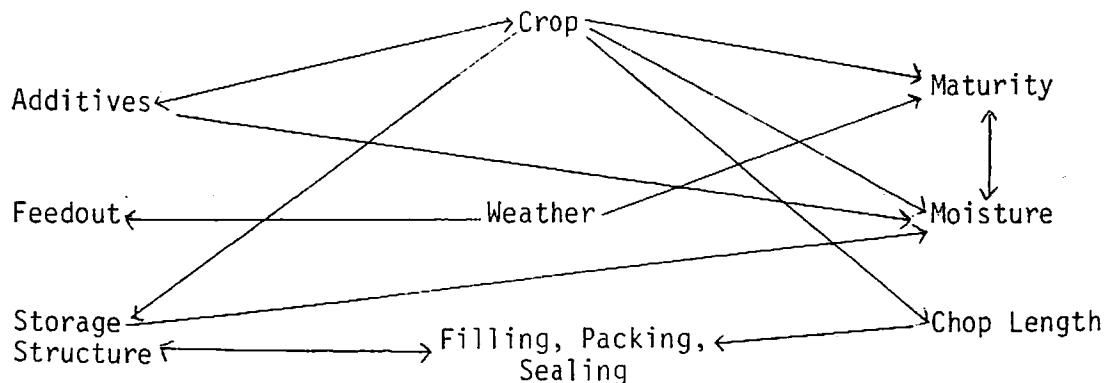 Crop
Additives
Maturity
Feedout
Weather
Moisture
Storage
Structure
Filling, Packing,
Sealing
Chop Length